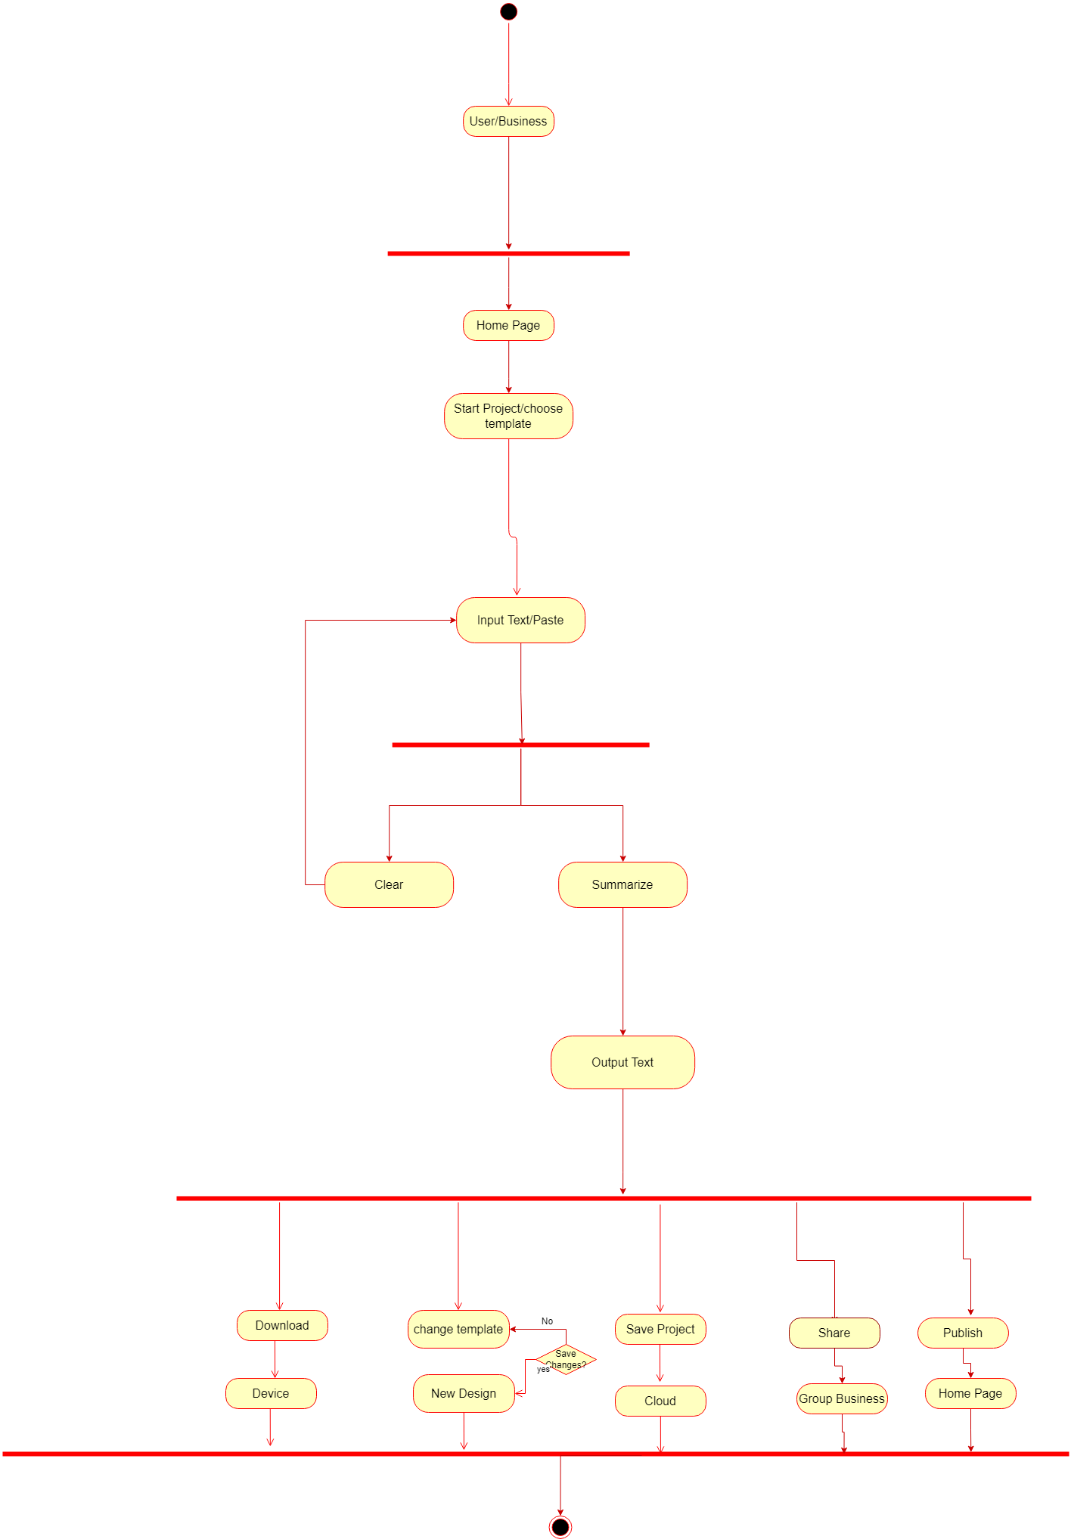 User/Business
Home Page
Start Project/choose
template
Input Text/Paste
Clear
Summarize
Output Text
Download
change template
No
Save
Changes?
yes
Save Project
Share
Publish
Device
New Design
Cloud
Group Business
Home Page